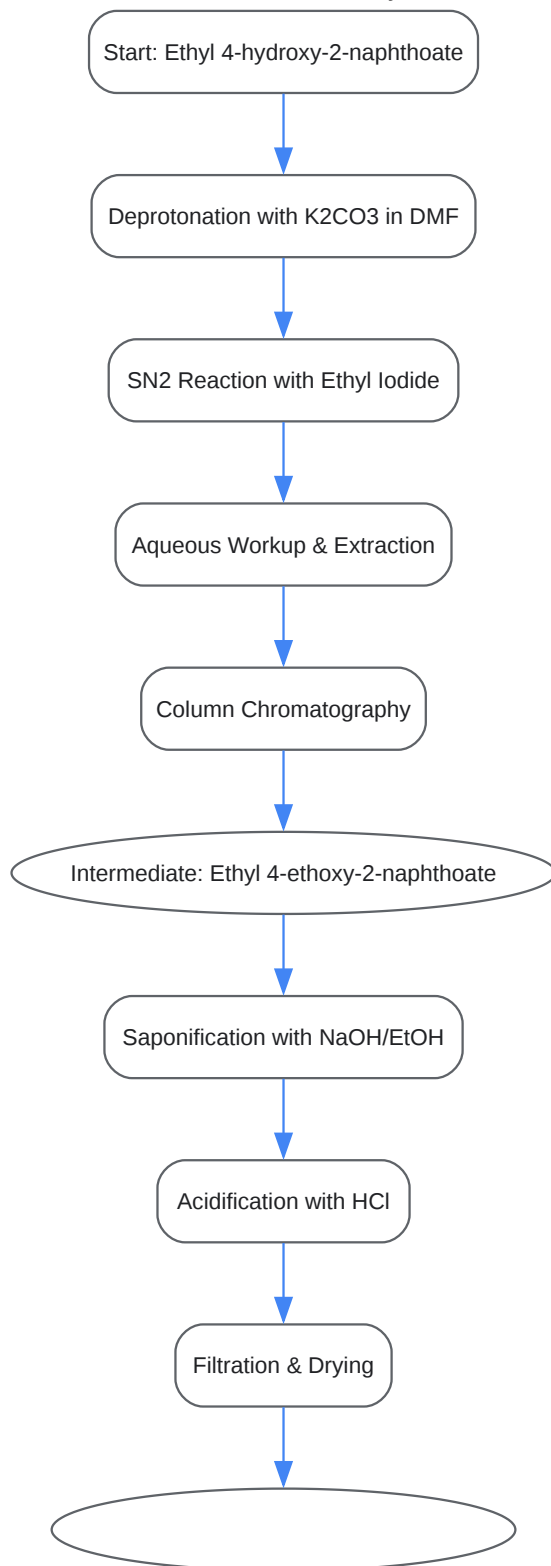 Start: Ethyl 4-hydroxy-2-naphthoate
Deprotonation with K2CO3 in DMF
SN2 Reaction with Ethyl Iodide
Aqueous Workup & Extraction
Column Chromatography
Intermediate: Ethyl 4-ethoxy-2-naphthoate
Saponification with NaOH/EtOH
Acidification with HCl
Filtration & Drying